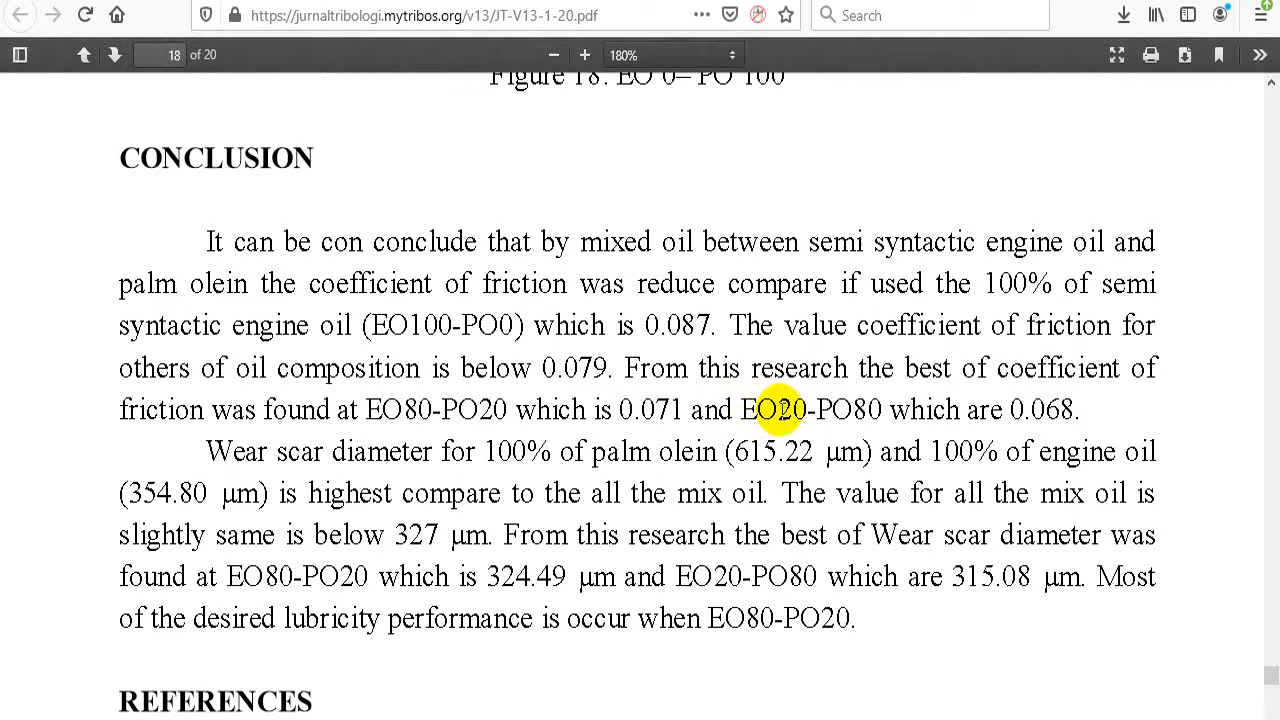 https://jurnaltribologi.mytribos.org/v13/JT-V13-1-20.pdf
Search
18 of 20
180%
Figure 18: EO 0– PO 100
CONCLUSION
It can be con conclude that by mixed oil between semi syntactic engine oil and
palm olein the coefficient of friction was reduce compare if used the 100% of semi
syntactic engine oil (EO100-PO0) which is 0.087. The value coefficient of friction for
others of oil composition is below 0.079. From this research the best of coefficient of
friction was found at EO80-PO20 which is 0.071 and EO20-PO80 which are 0.068.
Wear scar diameter for 100% of palm olein (615.22 μm) and 100% of engine oil
(354.80 μm) is highest compare to the all the mix oil. The value for all the mix oil is
slightly same is below 327 μm. From this research the best of Wear scar diameter was
found at EO80-PO20 which is 324.49 μm and EO20-PO80 which are 315.08 μm. Most
of the desired lubricity performance is occur when EO80-PO20.
REFERENCES